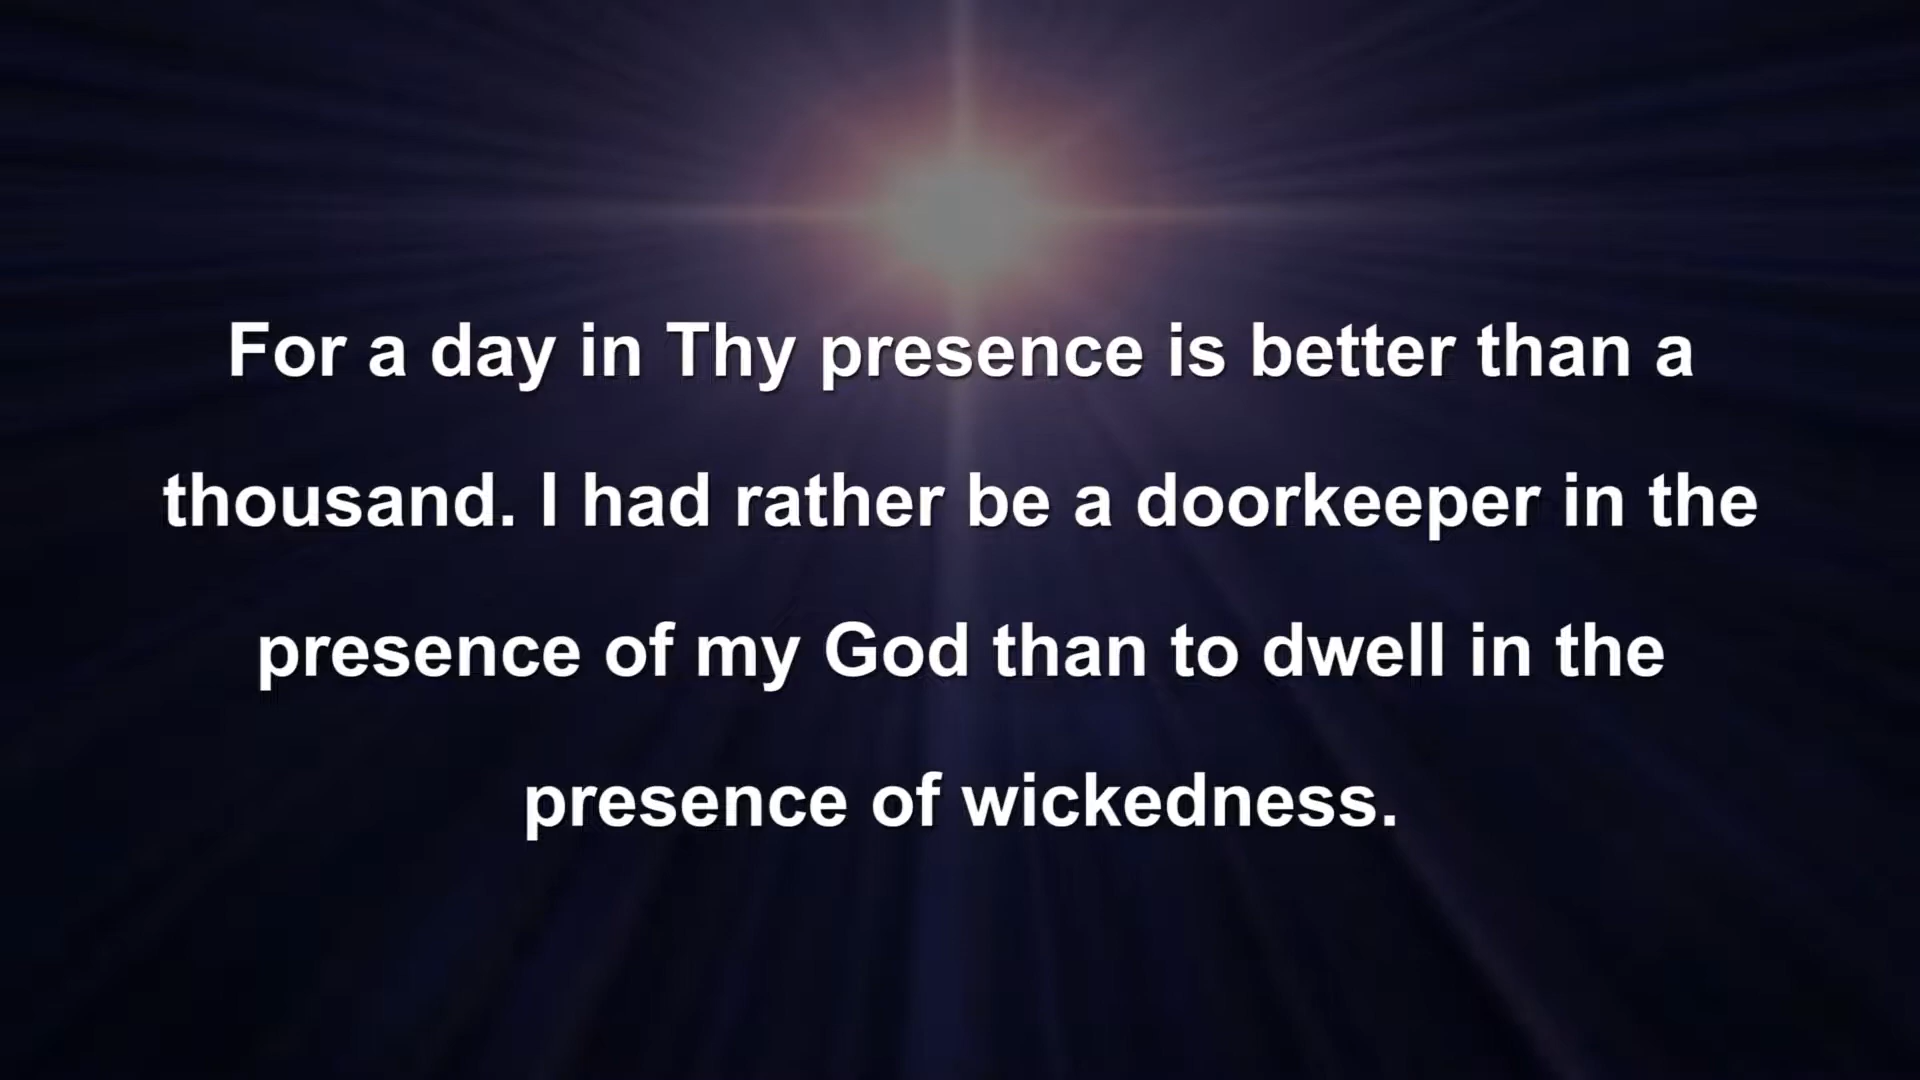 For a day in Thy presence is better than a
thousand. I had rather be a doorkeeper in the
presence of my God than to dwell in the
presence of wickedness.